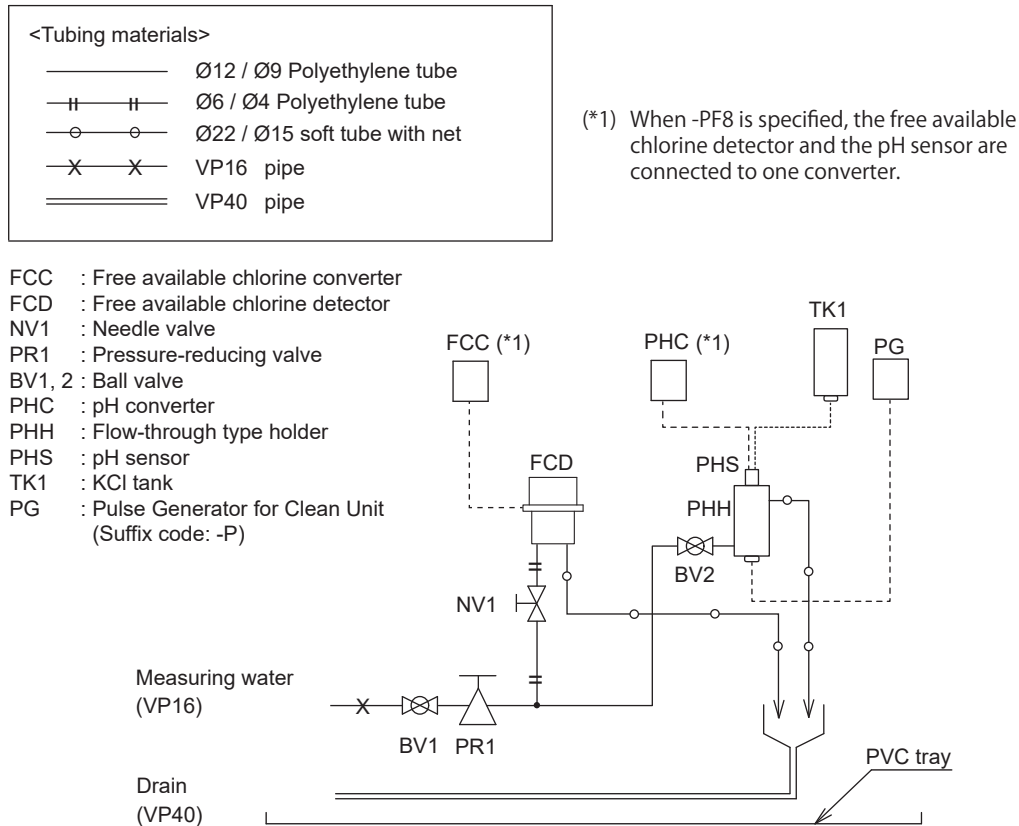 <Tubing materials>
Ø12 / Ø9 Polyethylene tube
Ø6 / Ø4 Polyethylene tube
Ø22 / Ø15 soft tube with net
VP16 pipe
VP40 pipe
(*1) When -PF8 is specified, the free available
chlorine detector and the pH sensor are
connected to one converter.
FCC : Free available chlorine converter
FCD : Free available chlorine detector
NV1 : Needle valve
PR1 : Pressure-reducing valve
BV1, 2 : Ball valve
PHC : pH converter
PHH : Flow-through type holder
PHS : pH sensor
TK1 : KCl tank
PG : Pulse Generator for Clean Unit
(Suffix code: -P)
TK1
FCC (*1)
PHC (*1)
PG
FCD
PHS
PHH
BV2
NV1
Measuring water
(VP16)
BV1
PR1
PVC tray
Drain
(VP40)